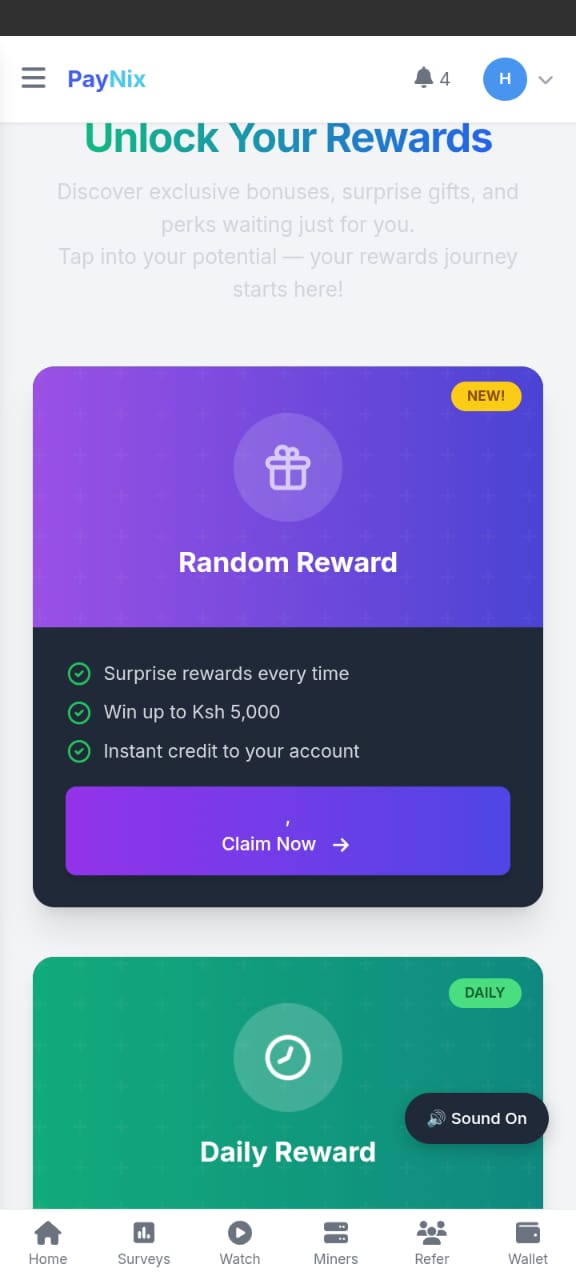 PayNix
4
H
Unlock Your Rewards
Discover exclusive bonuses, surprise gifts, and
perks waiting just for you.
Tap into your potential — your rewards journey
starts here!
NEW!
Random Reward
Surprise rewards every time
Win up to Ksh 5,000
Instant credit to your account
,
Claim Now →
DAILY
Daily Reward
🔊 Sound On
Home
Surveys
Watch
Miners
Refer
Wallet